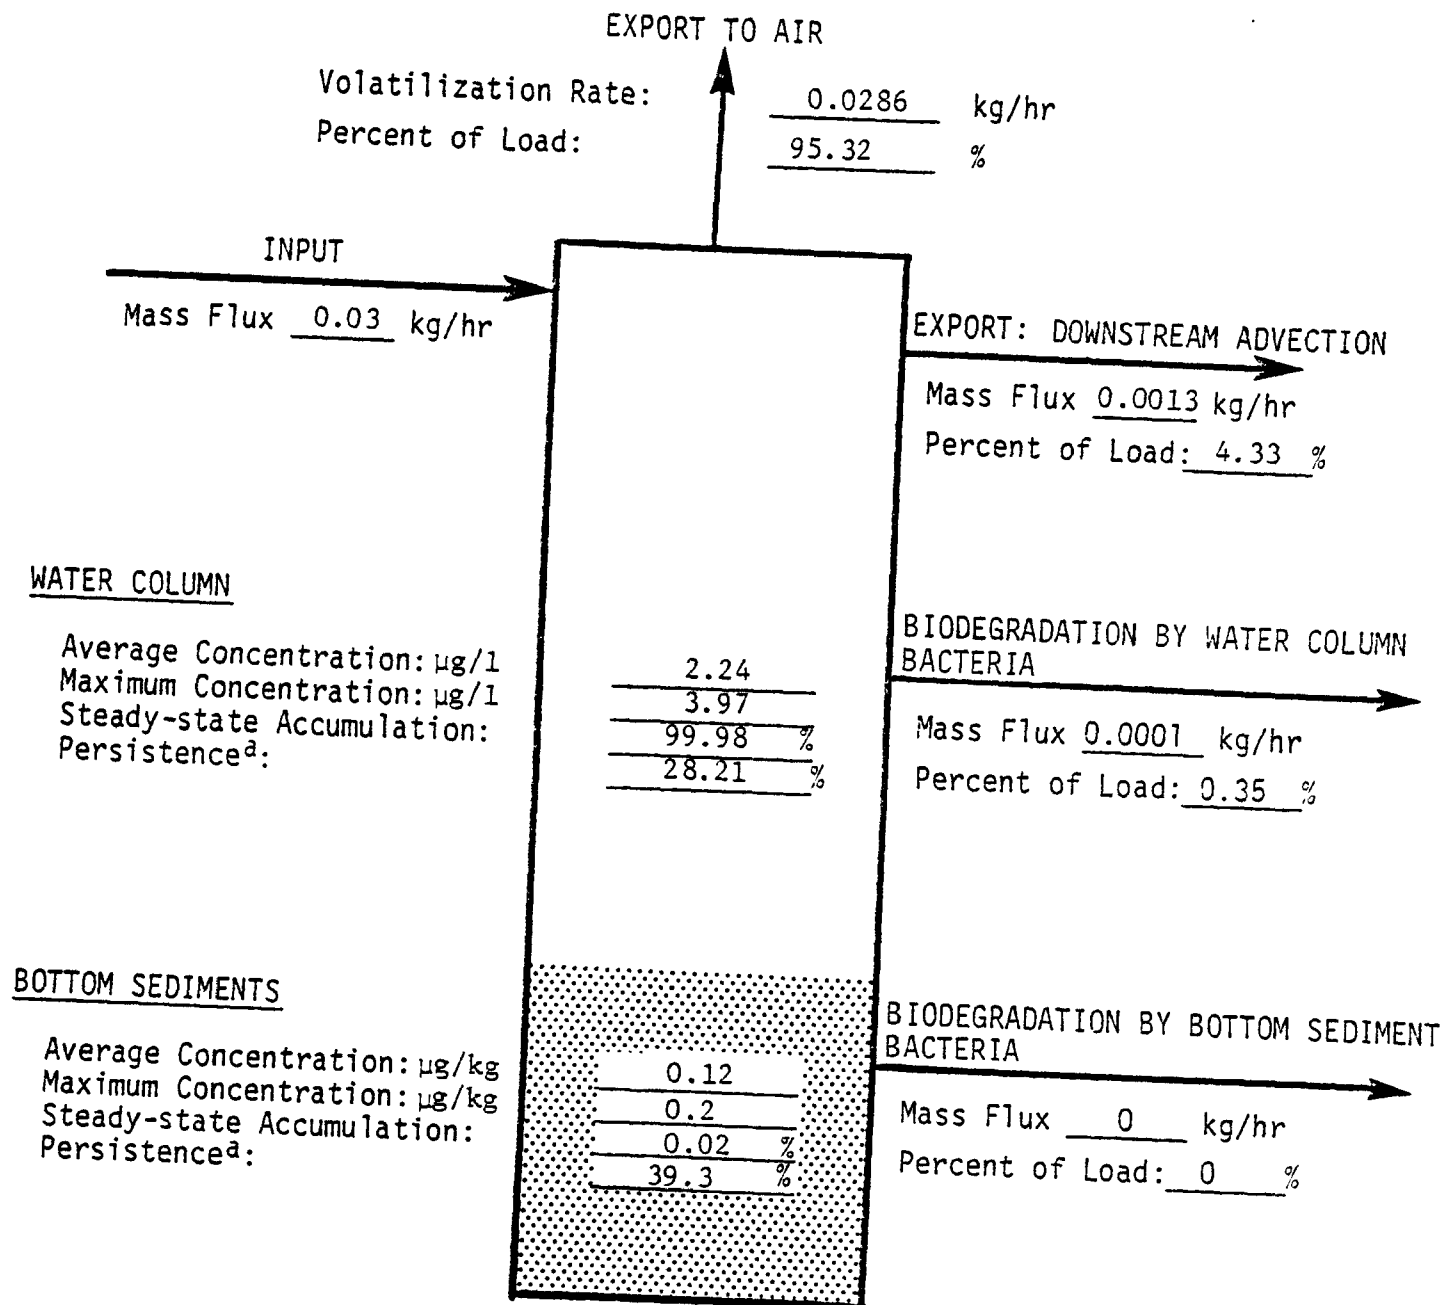 EXPORT TO AIR
Volatilization Rate: 0.0286 kg/hr
Percent of Load: 95.32 %
INPUT
Mass Flux 0.03 kg/hr
EXPORT: DOWNSTREAM ADVECTION
Mass Flux 0.0013 kg/hr
Percent of Load: 4.33 %
WATER COLUMN
Average Concentration: µg/l 2.24
Maximum Concentration: µg/l 3.97
Steady-state Accumulation: 99.98 %
Persistenceᵃ: 28.21 %
BIODEGRADATION BY WATER COLUMN
BACTERIA
Mass Flux 0.0001 kg/hr
Percent of Load: 0.35 %
BOTTOM SEDIMENTS
Average Concentration: µg/kg 0.12
Maximum Concentration: µg/kg 0.2
Steady-state Accumulation: 0.02 %
Persistenceᵃ: 39.3 %
BIODEGRADATION BY BOTTOM SEDIMENT
BACTERIA
Mass Flux 0 kg/hr
Percent of Load: 0 %